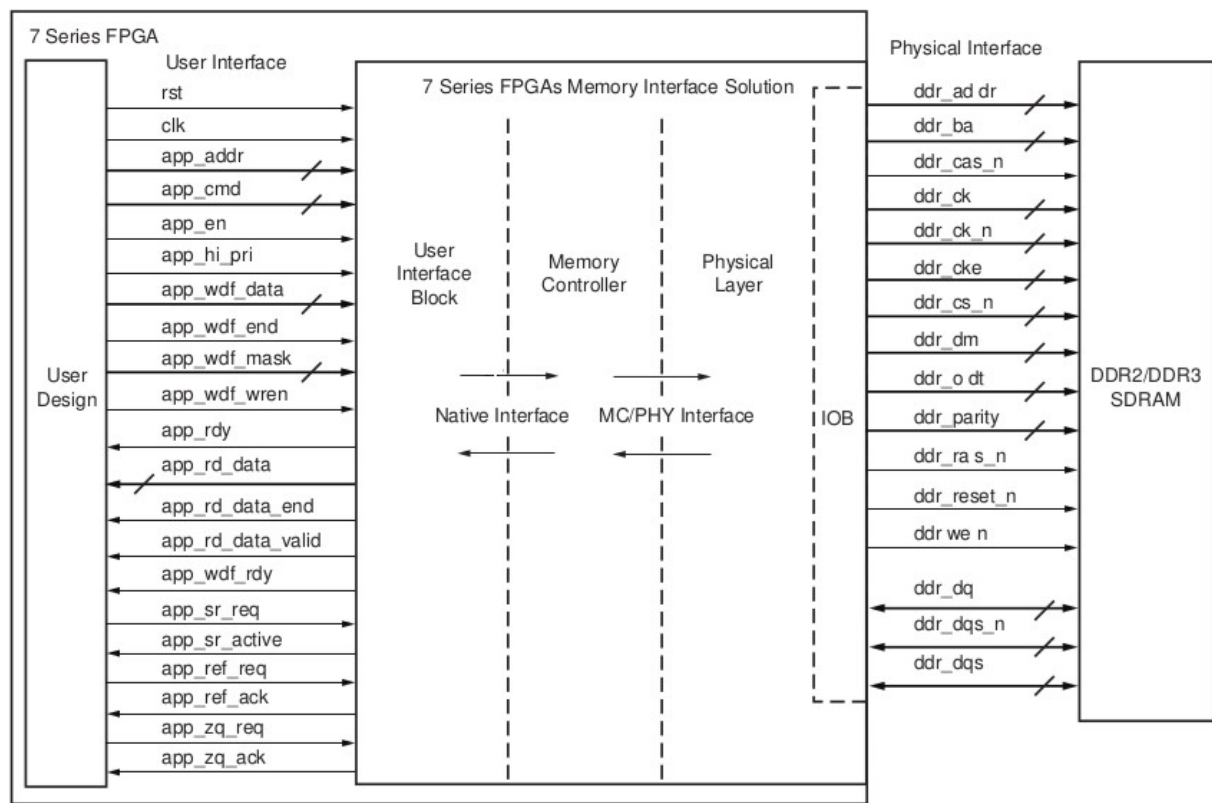 7 Series FPGA
User Interface
Physical Interface
rst
clk
app_addr
app_cmd
app_en
app_hi_pri
app_wdf_data
app_wdf_end
app_wdf_mask
app_wdf_wren
app_rdy
app_rd_data
app_rd_data_end
app_rd_data_valid
app_wdf_rdy
app_sr_req
app_sr_active
app_ref_req
app_ref_ack
app_zq_req
app_zq_ack
User
Design
7 Series FPGAs Memory Interface Solution
User
Interface
Block
Memory
Controller
Physical
Layer
Native Interface
MC/PHY Interface
IOB
ddr_ad dr
ddr_ba
ddr_cas_n
ddr_ck
ddr_ck_n
ddr_cke
ddr_cs_n
ddr_dm
ddr_o dt
ddr_parity
ddr_ra s_n
ddr_reset_n
ddr we n
ddr_dq
ddr_dqs_n
ddr_dqs
DDR2/DDR3
SDRAM